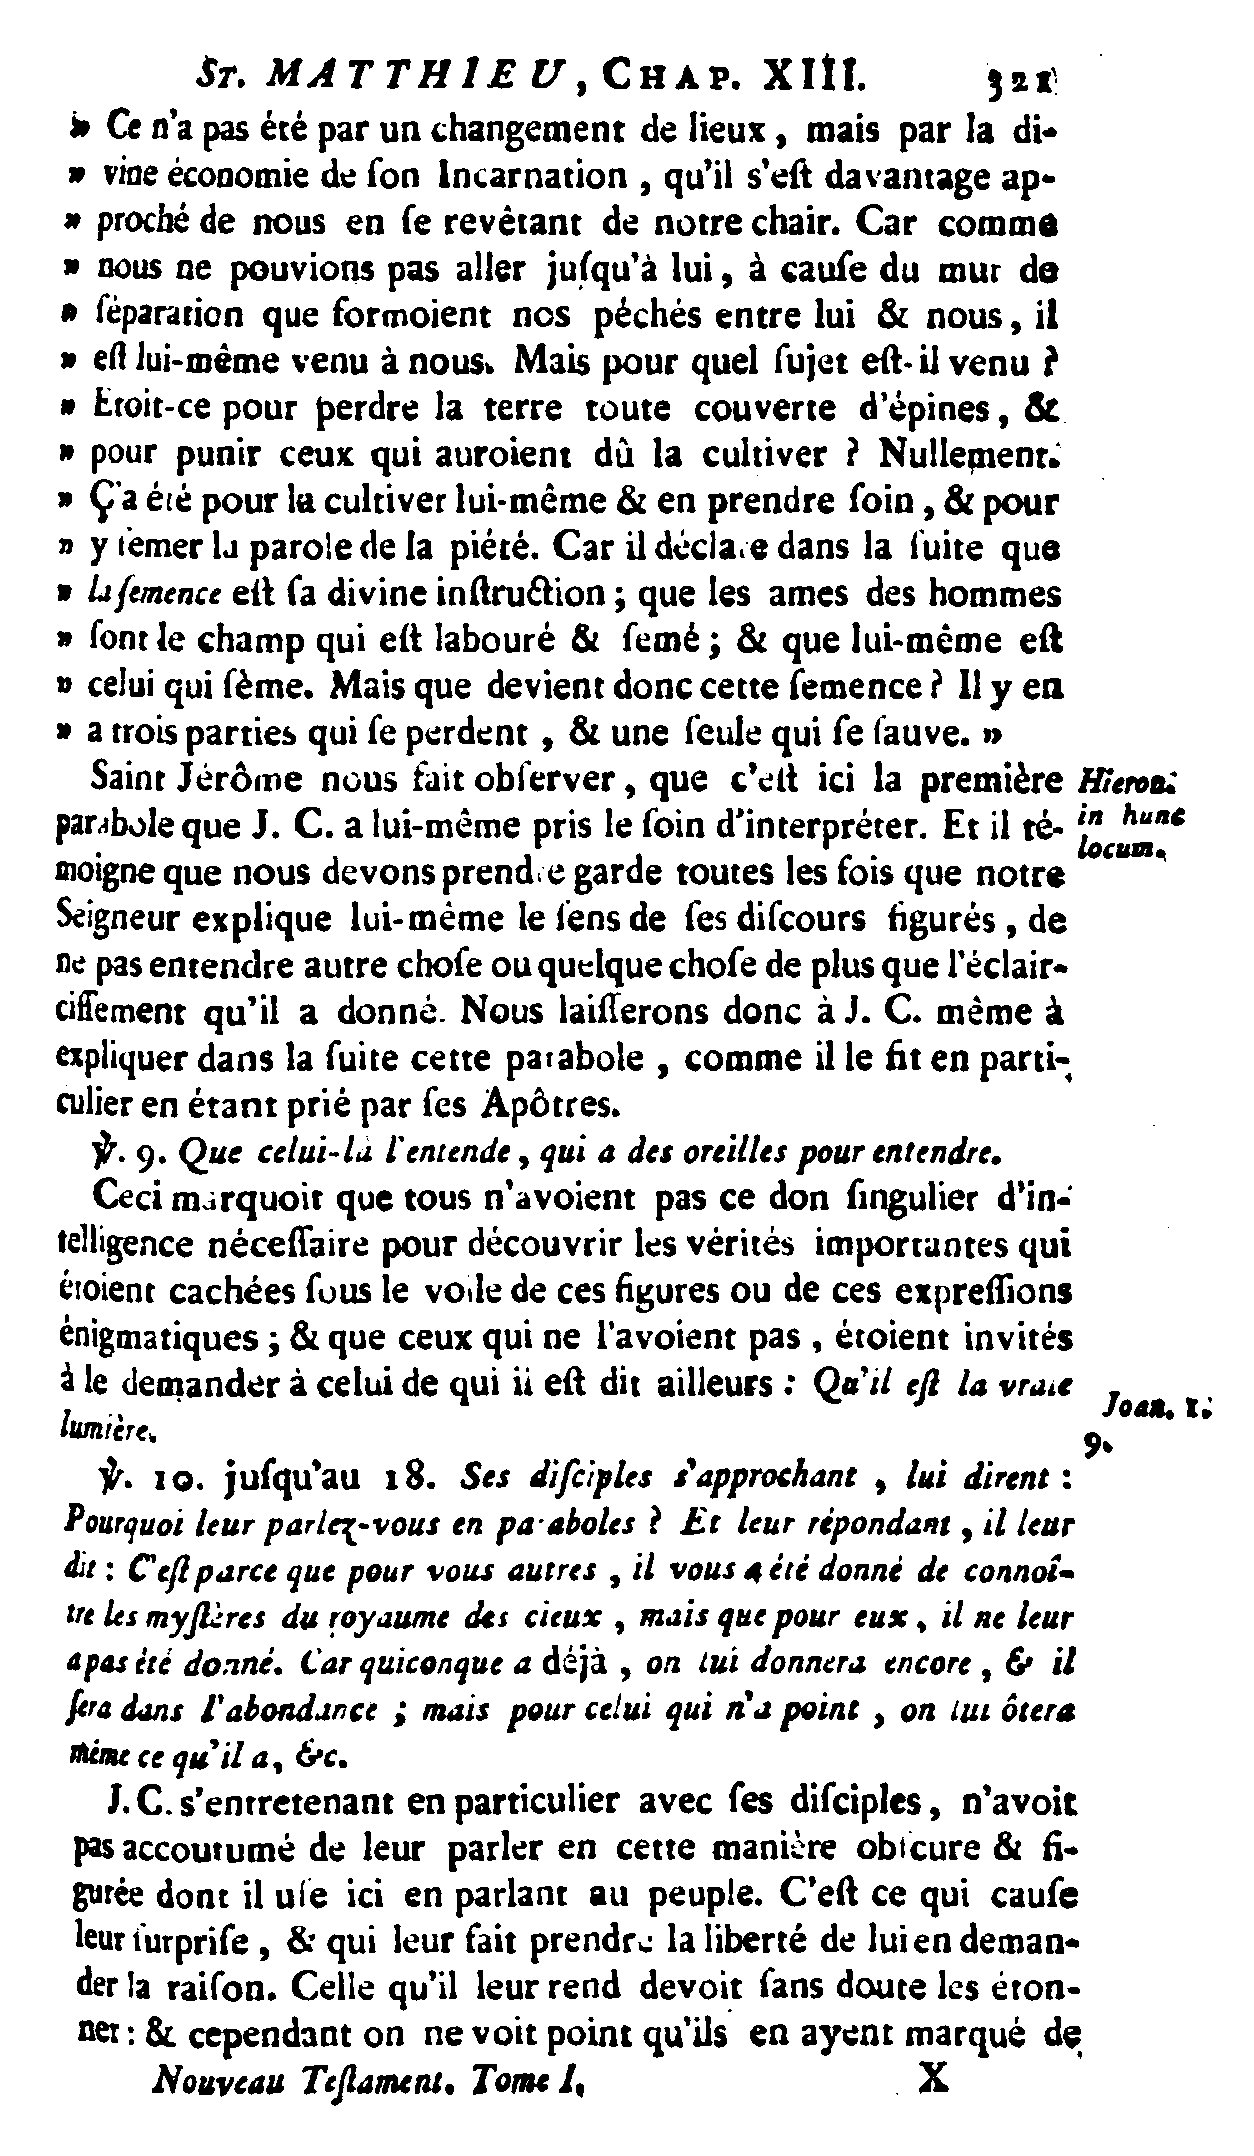 ST. MATTHIEU, CHAP. XIII. 321
» Ce n'a pas été par un changement de lieux, mais par la di-
» vine économie de ſon Incarnation, qu'il s'eſt davantage ap-
» proché de nous en ſe revêtant de notre chair. Car comme
» nous ne pouvions pas aller juſqu'à lui, à cauſe du mur de
» ſéparation que formoient nos péchés entre lui & nous, il
» eſt lui-même venu à nous. Mais pour quel ſujet eſt-il venu ?
» Etoit-ce pour perdre la terre toute couverte d'épines, &
» pour punir ceux qui auroient dû la cultiver ? Nullement.
» Ç'a été pour la cultiver lui-même & en prendre ſoin, & pour
» y ſemer la parole de la piété. Car il déclare dans la ſuite que
» la ſemence eſt ſa divine inſtruction ; que les ames des hommes
» ſont le champ qui eſt labouré & ſemé ; & que lui-même eſt
» celui qui ſème. Mais que devient donc cette ſemence ? Il y en
» a trois parties qui ſe perdent, & une ſeule qui ſe ſauve. »
Saint Jérôme nous fait obſerver, que c'eſt ici la première
Hieron.
parabole que J. C. a lui-même pris le ſoin d'interpréter. Et il té-
in hunc
locum.
moigne que nous devons prendre garde toutes les fois que notre
Seigneur explique lui-même le ſens de ſes diſcours figurés, de
ne pas entendre autre choſe ou quelque choſe de plus que l'éclair-
ciſſement qu'il a donné. Nous laiſſerons donc à J. C. même à
expliquer dans la ſuite cette parabole, comme il le fit en parti-
culier en étant prié par ſes Apôtres.
℣. 9. Que celui-là l'entende, qui a des oreilles pour entendre.
Ceci marquoit que tous n'avoient pas ce don ſingulier d'in-
telligence néceſſaire pour découvrir les vérités importantes qui
étoient cachées ſous le voile de ces figures ou de ces expreſſions
énigmatiques ; & que ceux qui ne l'avoient pas, étoient invités
à le demander à celui de qui il eſt dit ailleurs : Qu'il eſt la vraie
Joan. 1.
9.
lumière.
℣. 10. juſqu'au 18. Ses diſciples s'approchant, lui dirent :
Pourquoi leur parlez-vous en paraboles ? Et leur répondant, il leur
dit : C'eſt parce que pour vous autres, il vous a été donné de connoî-
tre les myſtères du royaume des cieux, mais que pour eux, il ne leur
a pas été donné. Car quiconque a déjà, on lui donnera encore, & il
ſera dans l'abondance ; mais pour celui qui n'a point, on lui ôtera
même ce qu'il a, &c.
J. C. s'entretenant en particulier avec ſes diſciples, n'avoit
pas accoutumé de leur parler en cette manière obſcure & fi-
gurée dont il uſe ici en parlant au peuple. C'eſt ce qui cauſe
leur ſurpriſe, & qui leur fait prendre la liberté de lui en deman-
der la raiſon. Celle qu'il leur rend devoit ſans doute les éton-
ner : & cependant on ne voit point qu'ils en ayent marqué de
Nouveau Teſtament. Tome I. X